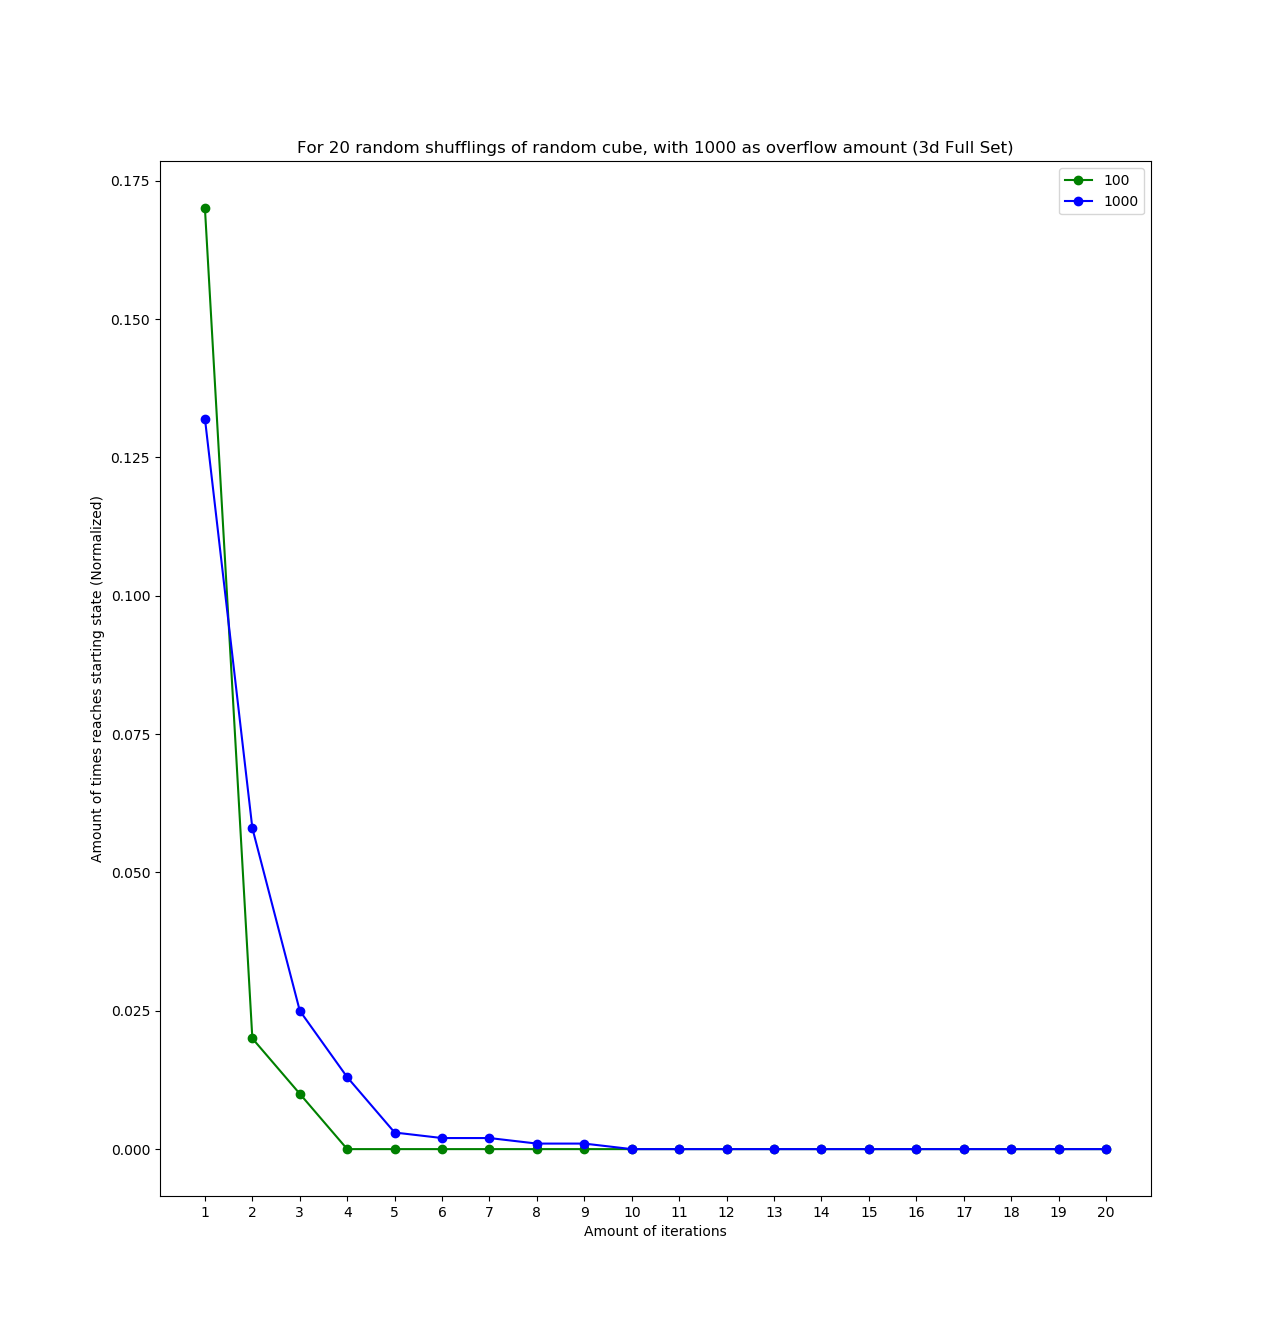 For 20 random shufflings of random cube, with 1000 as overflow amount (3d Full Set)
100
1000
0.175
0.150
0.125
0.100
0.075
0.050
0.025
0.000
Amount of times reaches starting state (Normalized)
1 2 3 4 5 6 7 8 9 10 11 12 13 14 15 16 17 18 19 20
Amount of iterations